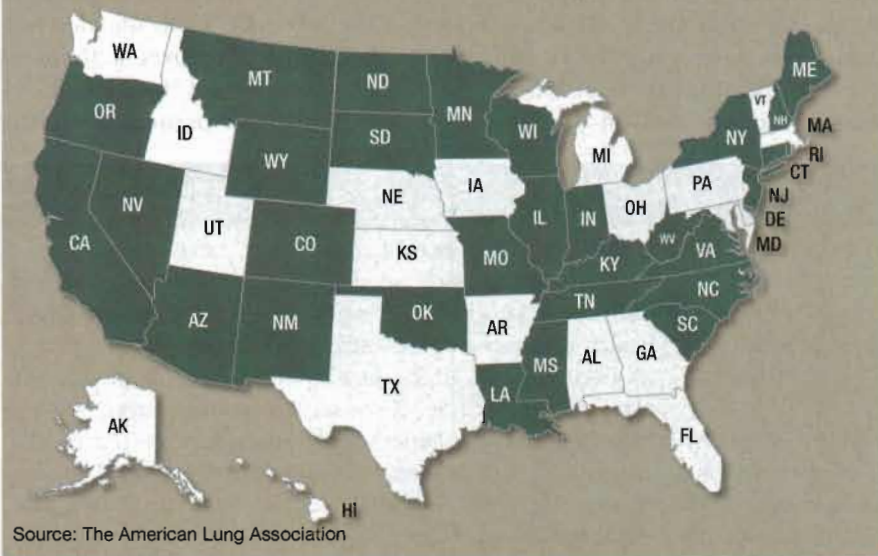 WA
MT
ND
MN
ME
VT
NH
OR
ID
SD
WI
NY
MA
WY
MI
RI
CT
IA
PA
NE
NV
NJ
OH
UT
IL
IN
DE
CA
CO
WV
MD
KS
MO
VA
KY
NC
TN
AZ
NM
OK
AR
SC
MS
AL
GA
TX
LA
AK
FL
HI
Source: The American Lung Association